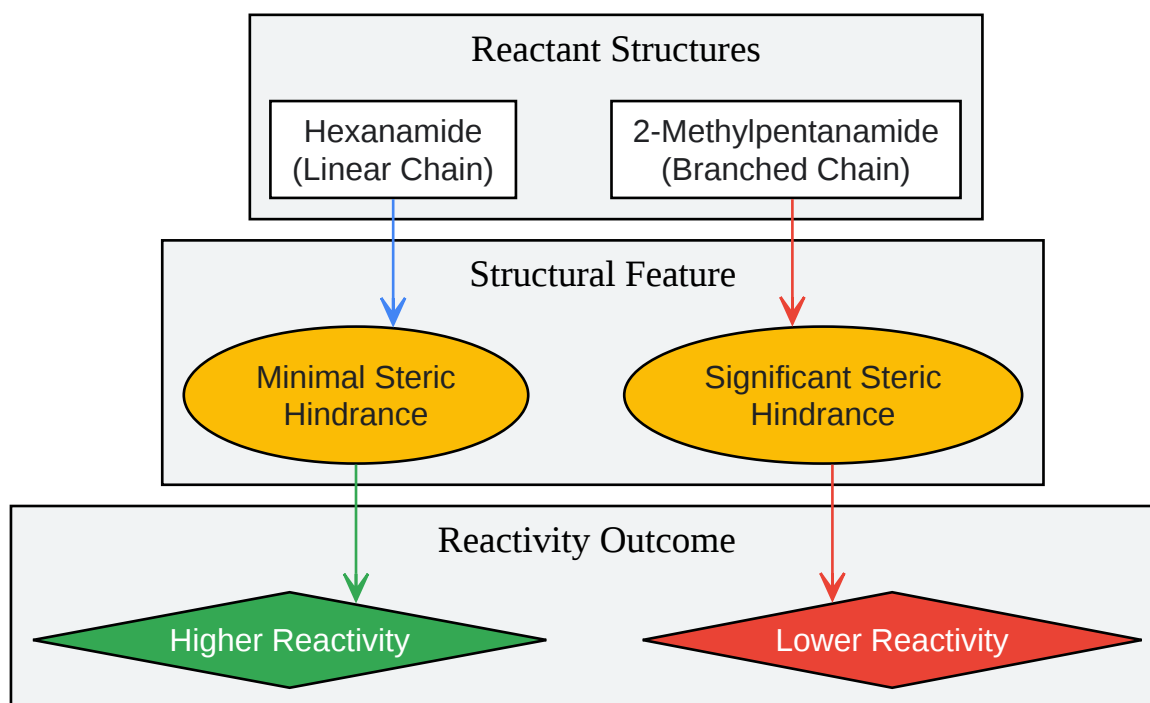 Reactant Structures
Hexanamide
(Linear Chain)
2-Methylpentanamide
(Branched Chain)
Structural Feature
Minimal Steric
Hindrance
Significant Steric
Hindrance
Reactivity Outcome
Higher Reactivity
Lower Reactivity